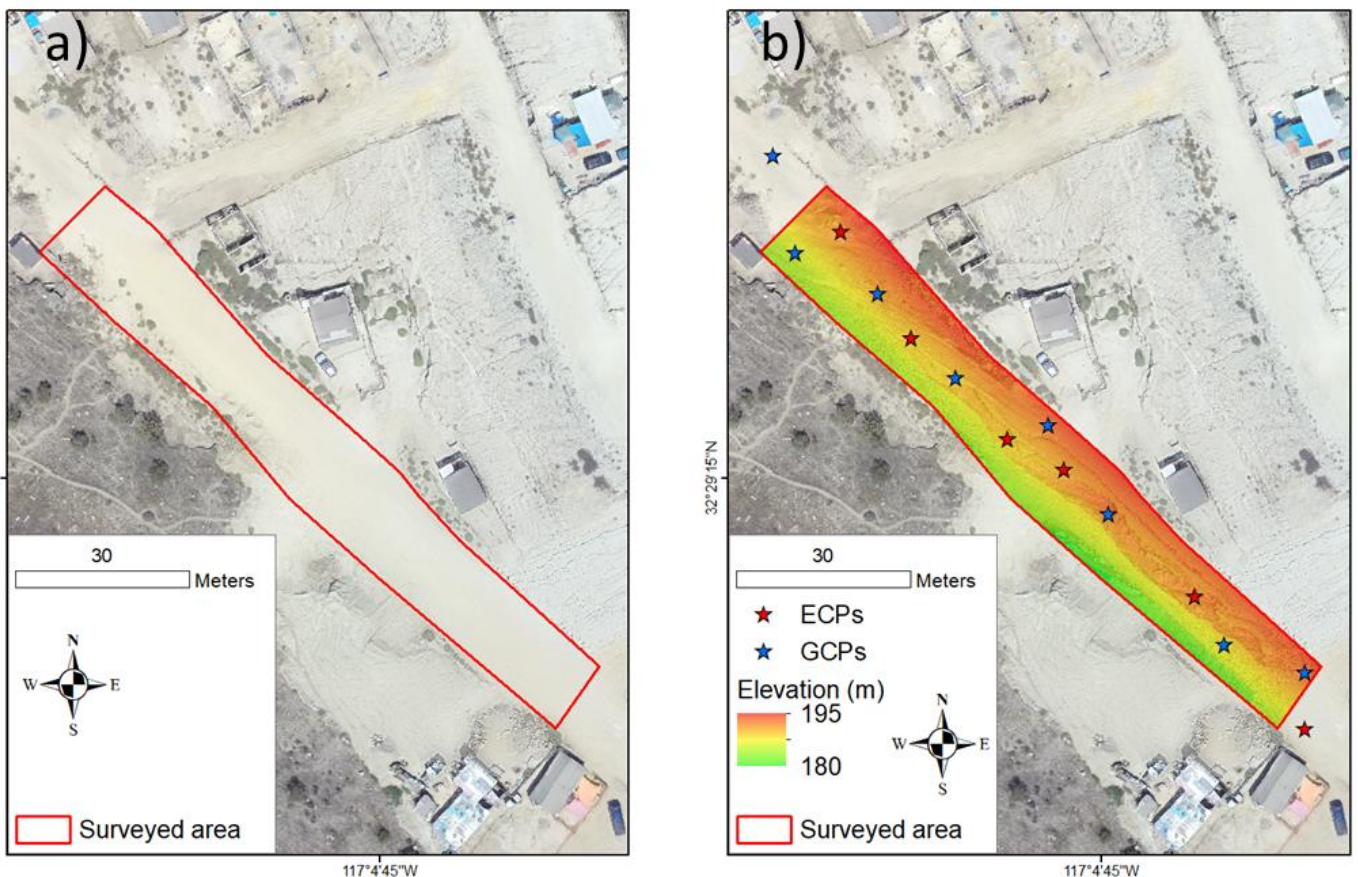 a)
30
Meters
N
W E
S
Surveyed area
117°4'45"W
b)
32°29'15"N
30
Meters
ECPs
GCPs
Elevation (m)
195
180
N
W E
S
Surveyed area
117°4'45"W